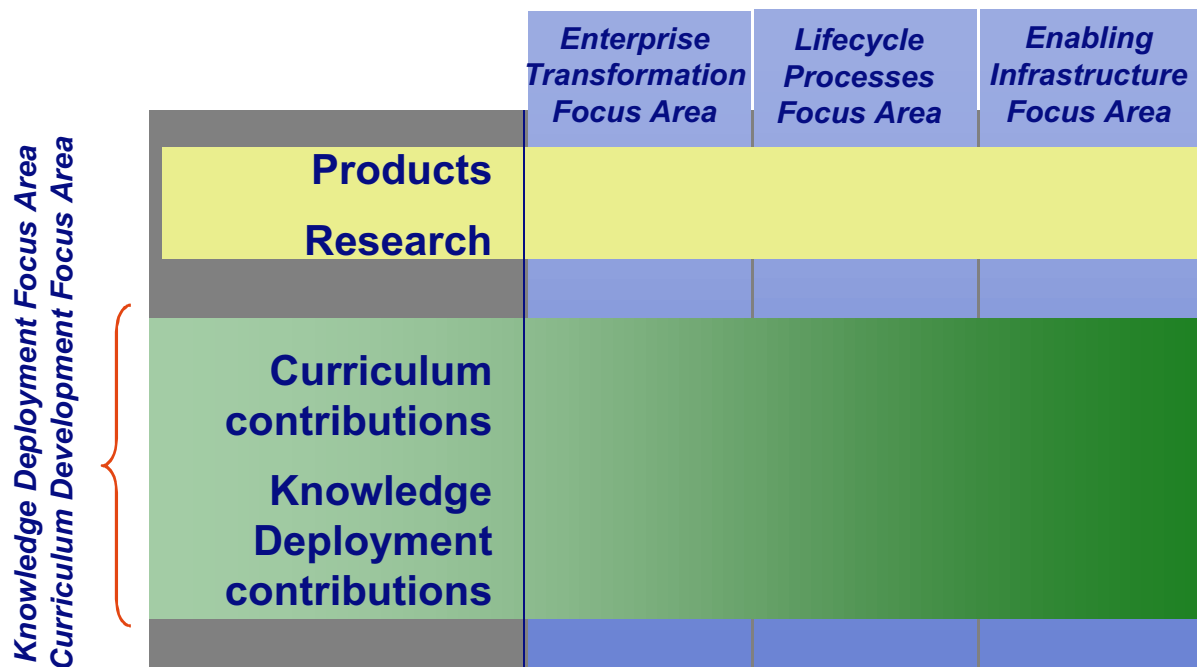 Enterprise
Transformation
Focus Area
Lifecycle
Processes
Focus Area
Enabling
Infrastructure
Focus Area
Products
Research
Curriculum
contributions
Knowledge
Deployment
contributions
Knowledge Deployment Focus Area
Curriculum Development Focus Area